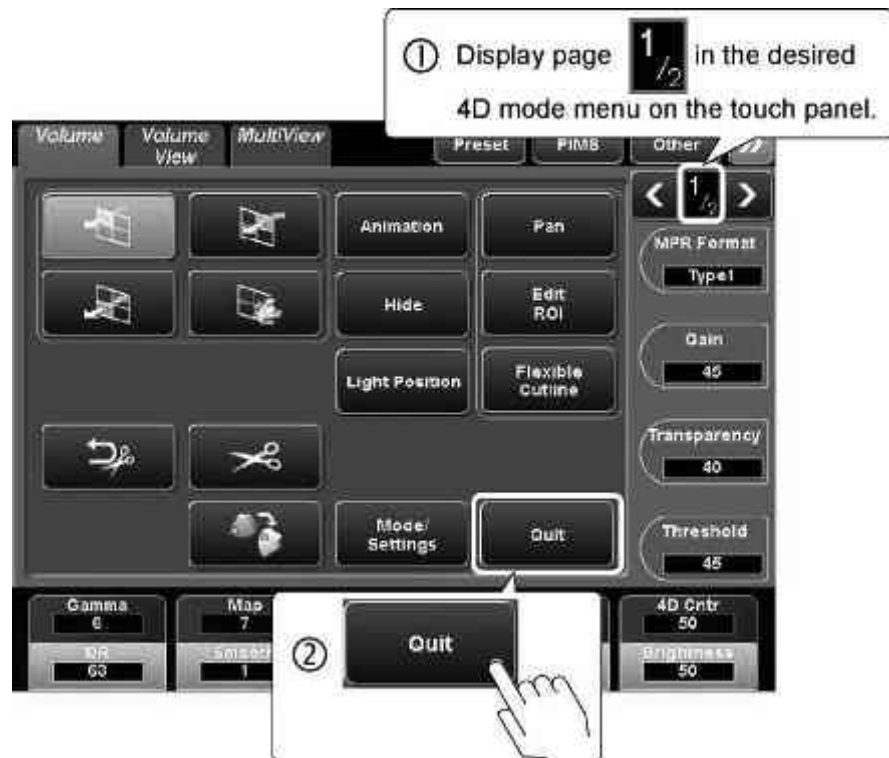 ① Display page 1/2 in the desired
4D mode menu on the touch panel.
Volume
Volume
View
MultiView
Preset
Other
1/2
Animation
Pan
MPR Format
Type1
Hide
Edit
ROI
Gain
45
Light Position
Flexible
Cutline
Transparency
40
Mode/
Settings
Quit
Threshold
45
Gamma
6
Map
7
4D Cntr
50
DR
63
1
Brightness
50
② Quit